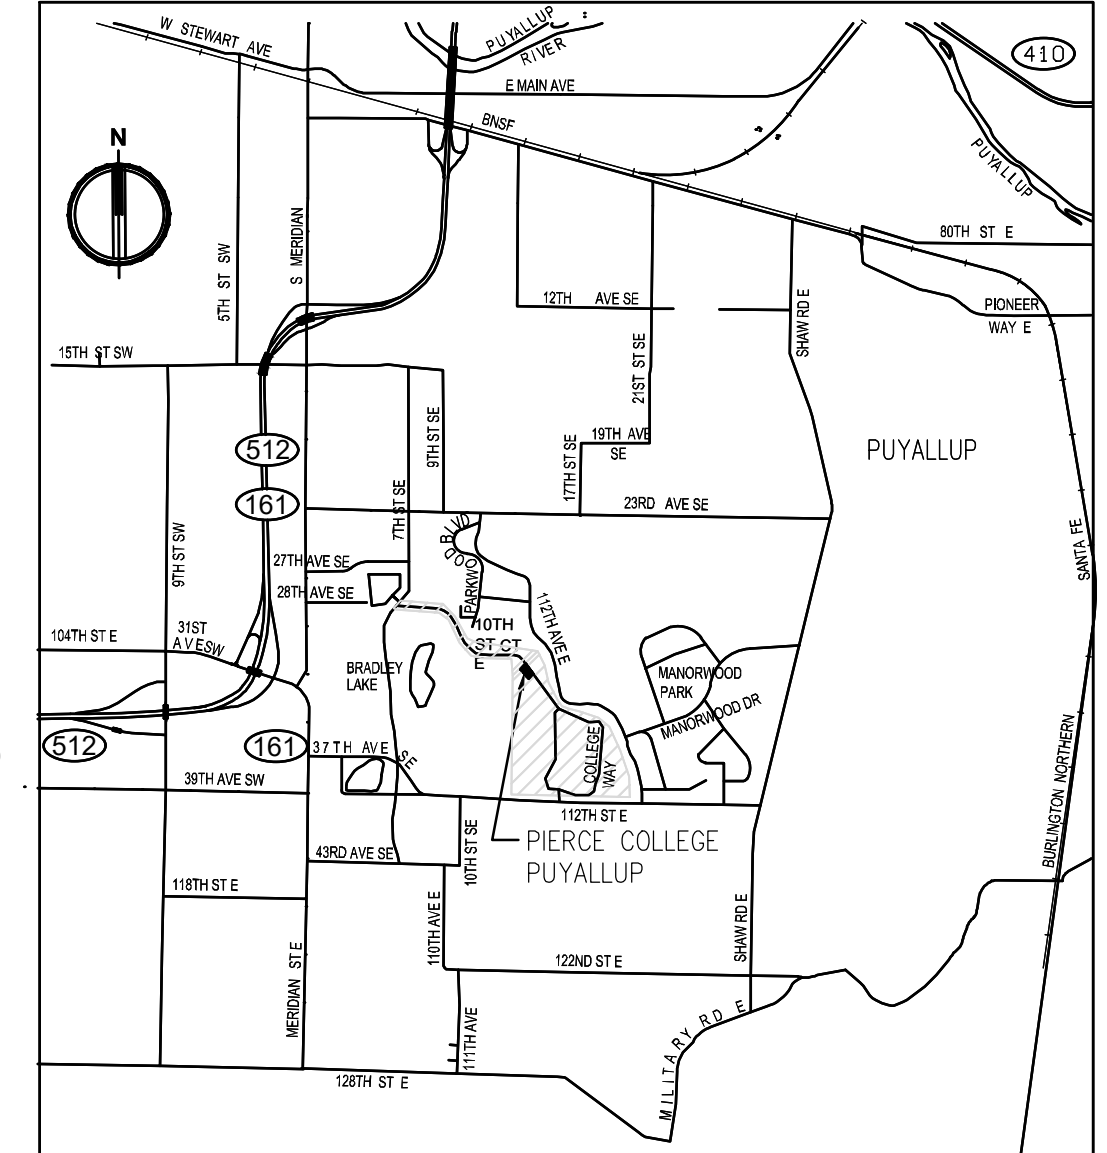 W STEWART AVE
PUYALLUP
RIVER
410
E MAIN AVE
BNSF
N
PUYALLUP
S MERIDIAN
5TH ST SW
80TH ST E
12TH AVE SE
SHAW RD E
PIONEER
WAY E
15TH ST SW
21ST ST SE
9TH ST SE
19TH AVE
SE
512
PUYALLUP
17TH ST SE
161
7TH ST SE
23RD AVE SE
9TH ST SW
PARKWOOD BLVD
27TH AVE SE
SANTA FE
28TH AVE SE
112TH AVE E
104TH ST E
31ST
AVE SW
10TH
ST CT
E
BRADLEY
LAKE
MANORWOOD
PARK
MANORWOOD DR
512
161
37TH AVE SE
COLLEGE
WAY
39TH AVE SW
BURLINGTON NORTHERN
112TH ST E
PIERCE COLLEGE
PUYALLUP
43RD AVE SE
10TH ST SE
118TH ST E
110TH AVE E
SHAW RD E
122ND ST E
MERIDIAN ST E
111TH AVE
MILITARY RD E
128TH ST E